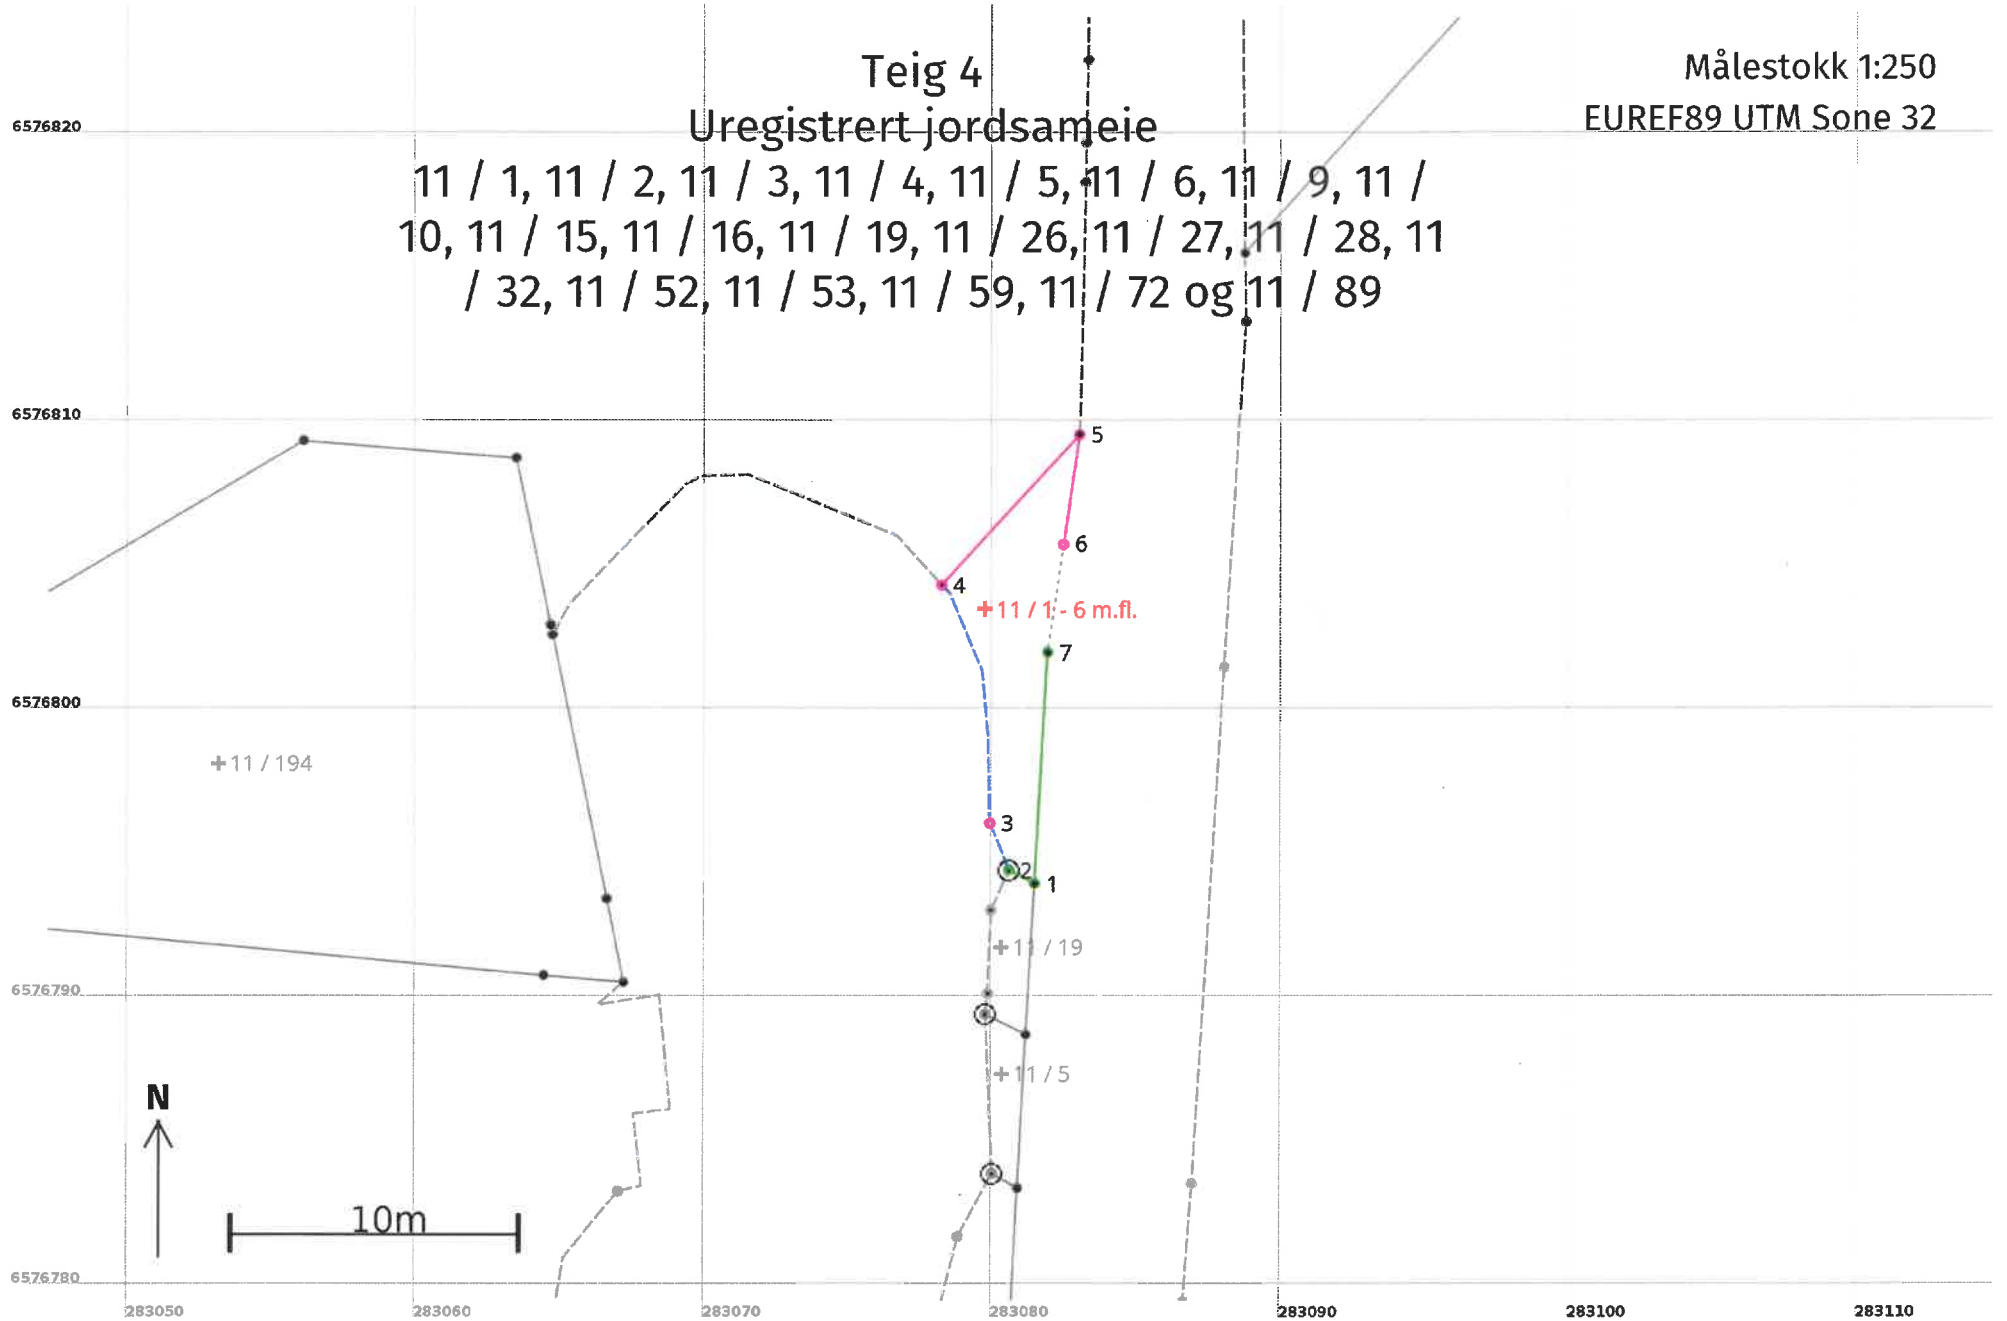 Teig 4
Uregistrert jordsameie
11 / 1, 11 / 2, 11 / 3, 11 / 4, 11 / 5, 11 / 6, 11 / 9, 11 /
10, 11 / 15, 11 / 16, 11 / 19, 11 / 26, 11 / 27, 11 / 28, 11
/ 32, 11 / 52, 11 / 53, 11 / 59, 11 / 72 og 11 / 89
Målestokk 1:250
EUREF89 UTM Sone 32
6576820
6576810
5
6
4
11 / 1 - 6 m.fl.
7
6576800
11 / 194
3
2
1
11 / 19
6576790
11 / 5
N
10m
6576780
283050
283060
283070
283080
283090
283100
283110